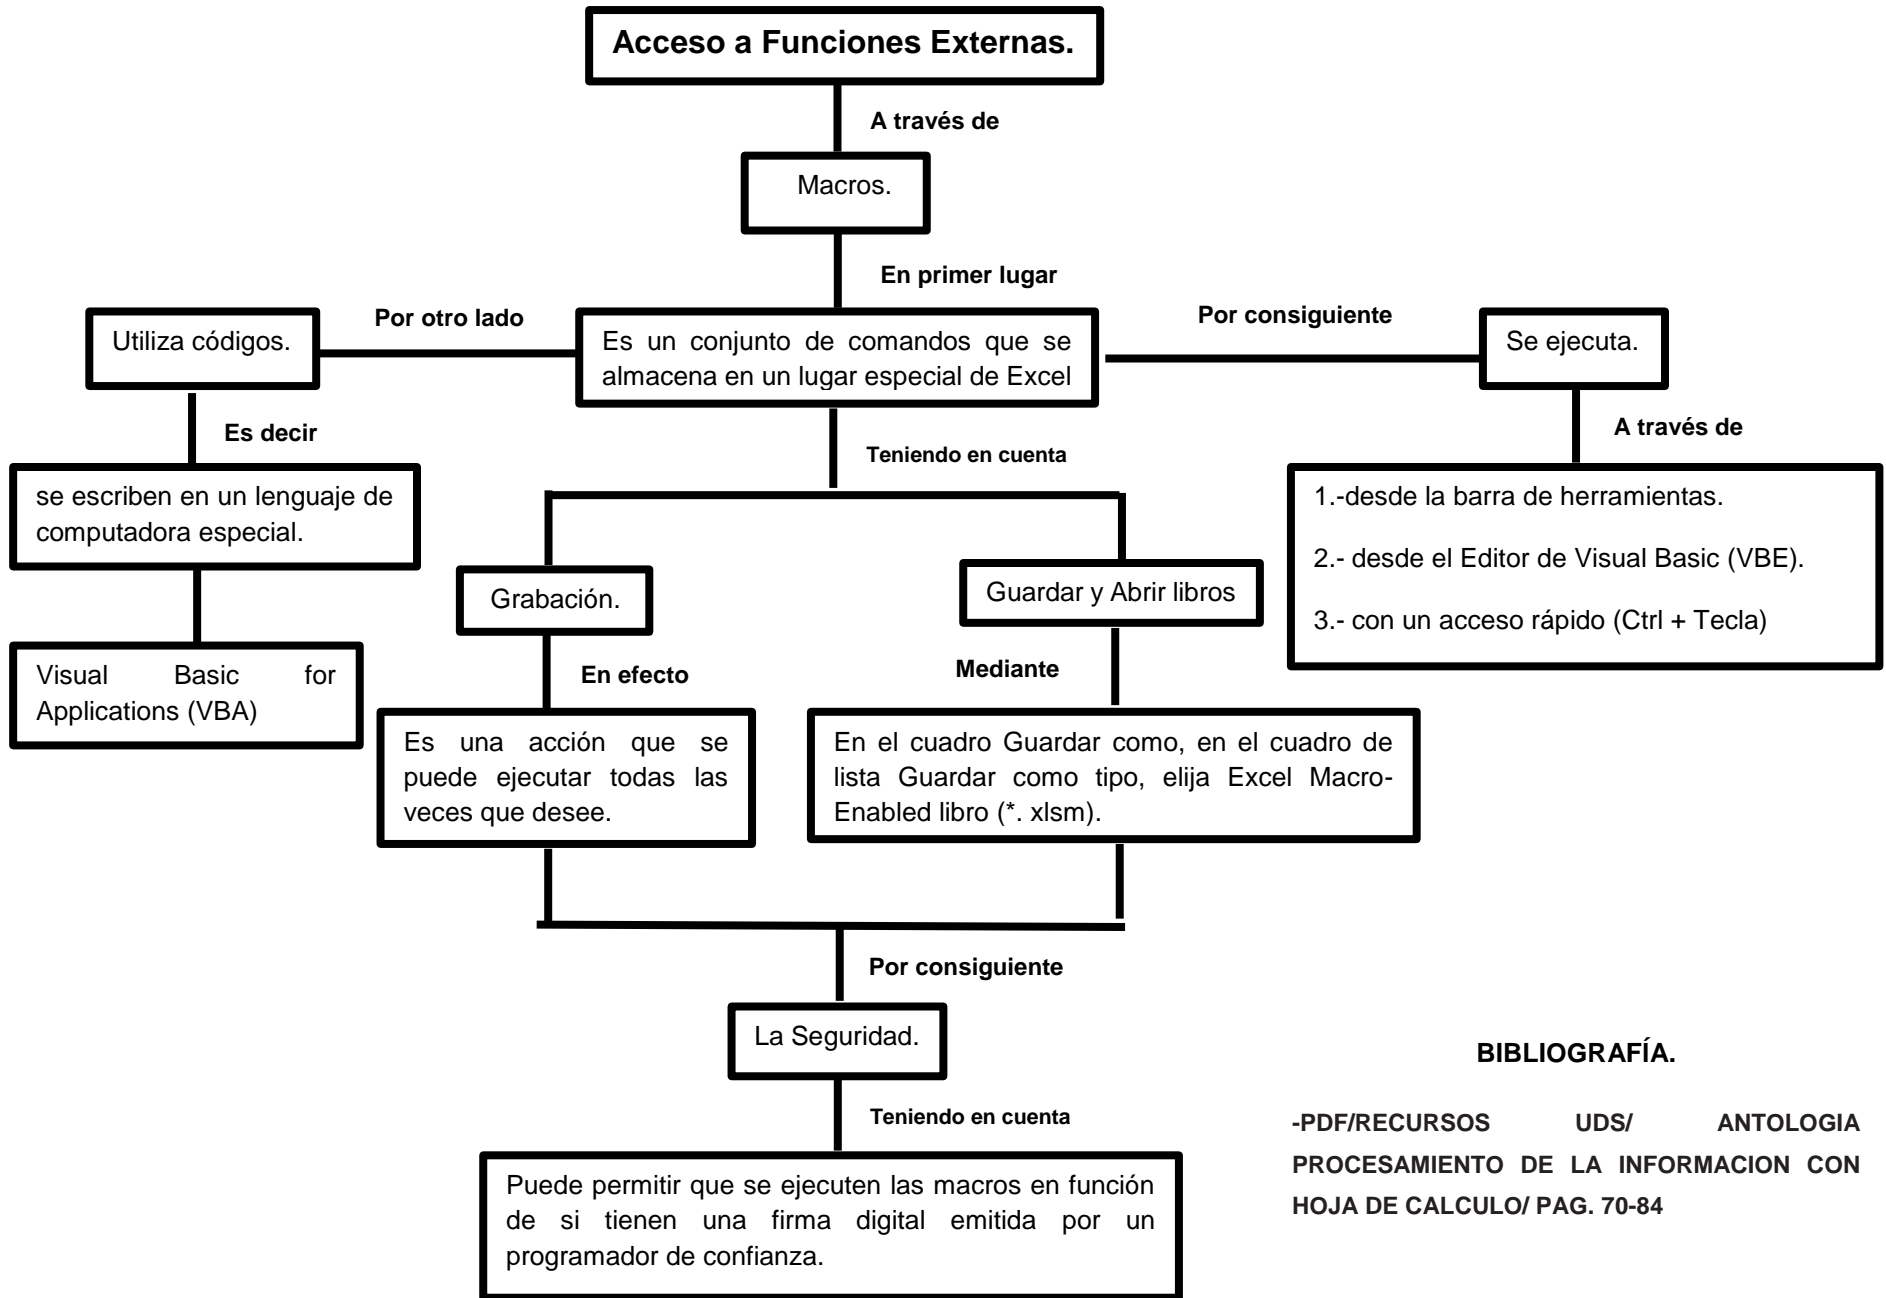 Acceso a Funciones Externas.
A través de
Macros.
En primer lugar
Por otro lado
Por consiguiente
Utiliza códigos.
Es un conjunto de comandos que se
almacena en un lugar especial de Excel
Se ejecuta.
Es decir
Teniendo en cuenta
A través de
se escriben en un lenguaje de
computadora especial.
1.-desde la barra de herramientas.
2.- desde el Editor de Visual Basic (VBE).
3.- con un acceso rápido (Ctrl + Tecla)
Grabación.
Guardar y Abrir libros
Visual Basic for
Applications (VBA)
En efecto
Mediante
Es una acción que se
puede ejecutar todas las
veces que desee.
En el cuadro Guardar como, en el cuadro de
lista Guardar como tipo, elija Excel Macro-
Enabled libro (*. xlsm).
Por consiguiente
La Seguridad.
Teniendo en cuenta
Puede permitir que se ejecuten las macros en función
de si tienen una firma digital emitida por un
programador de confianza.
BIBLIOGRAFÍA.
-PDF/RECURSOS UDS/ ANTOLOGIA
PROCESAMIENTO DE LA INFORMACION CON
HOJA DE CALCULO/ PAG. 70-84